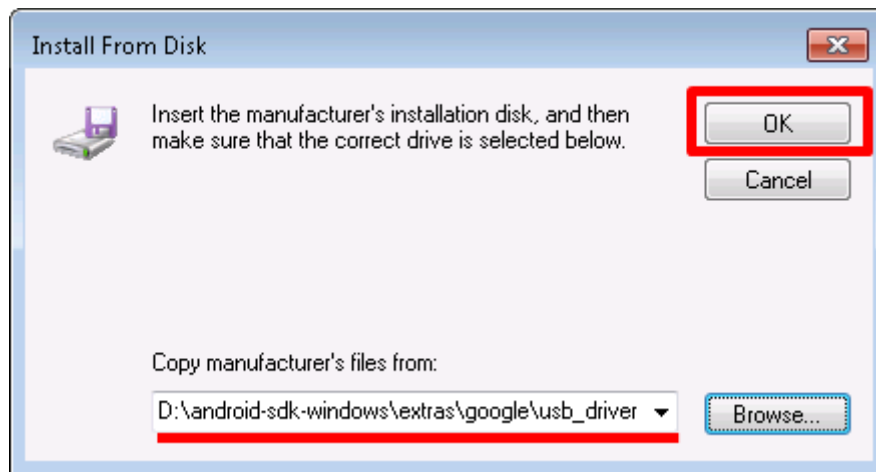 Install From Disk
Insert the manufacturer's installation disk, and then
make sure that the correct drive is selected below.
OK
Cancel
Copy manufacturer's files from:
D:\android-sdk-windows\extras\google\usb_driver
Browse...